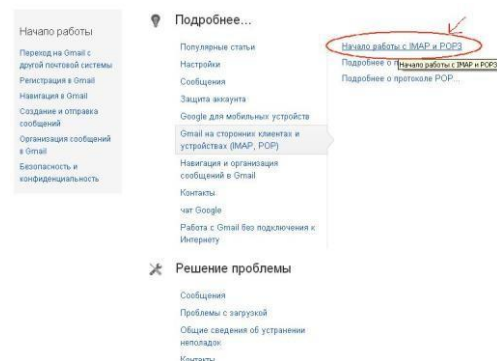 Начало работы
Переход на Gmail с
другой почтовой системы
Регистрация в Gmail
Навигация в Gmail
Создание и отправка
сообщений
Организация сообщений
в Gmail
Безопасность и
конфиденциальность
Подробнее...
Популярные статьи
Настройки
Сообщения
Защита аккаунта
Google для мобильных устройств
Gmail на сторонних клиентах и
устройствах (IMAP, POP)
Навигация и организация
сообщений в Gmail
Контакты
чат Google
Работа с Gmail без подключения к
Интернету
Начало работы с IMAP и POP3
Подробнее о п
Начало работы с IMAP и POP3
Подробнее о протоколе POP...
Решение проблемы
Сообщения
Проблемы с загрузкой
Общие сведения об устранении
неполадок
Контакты